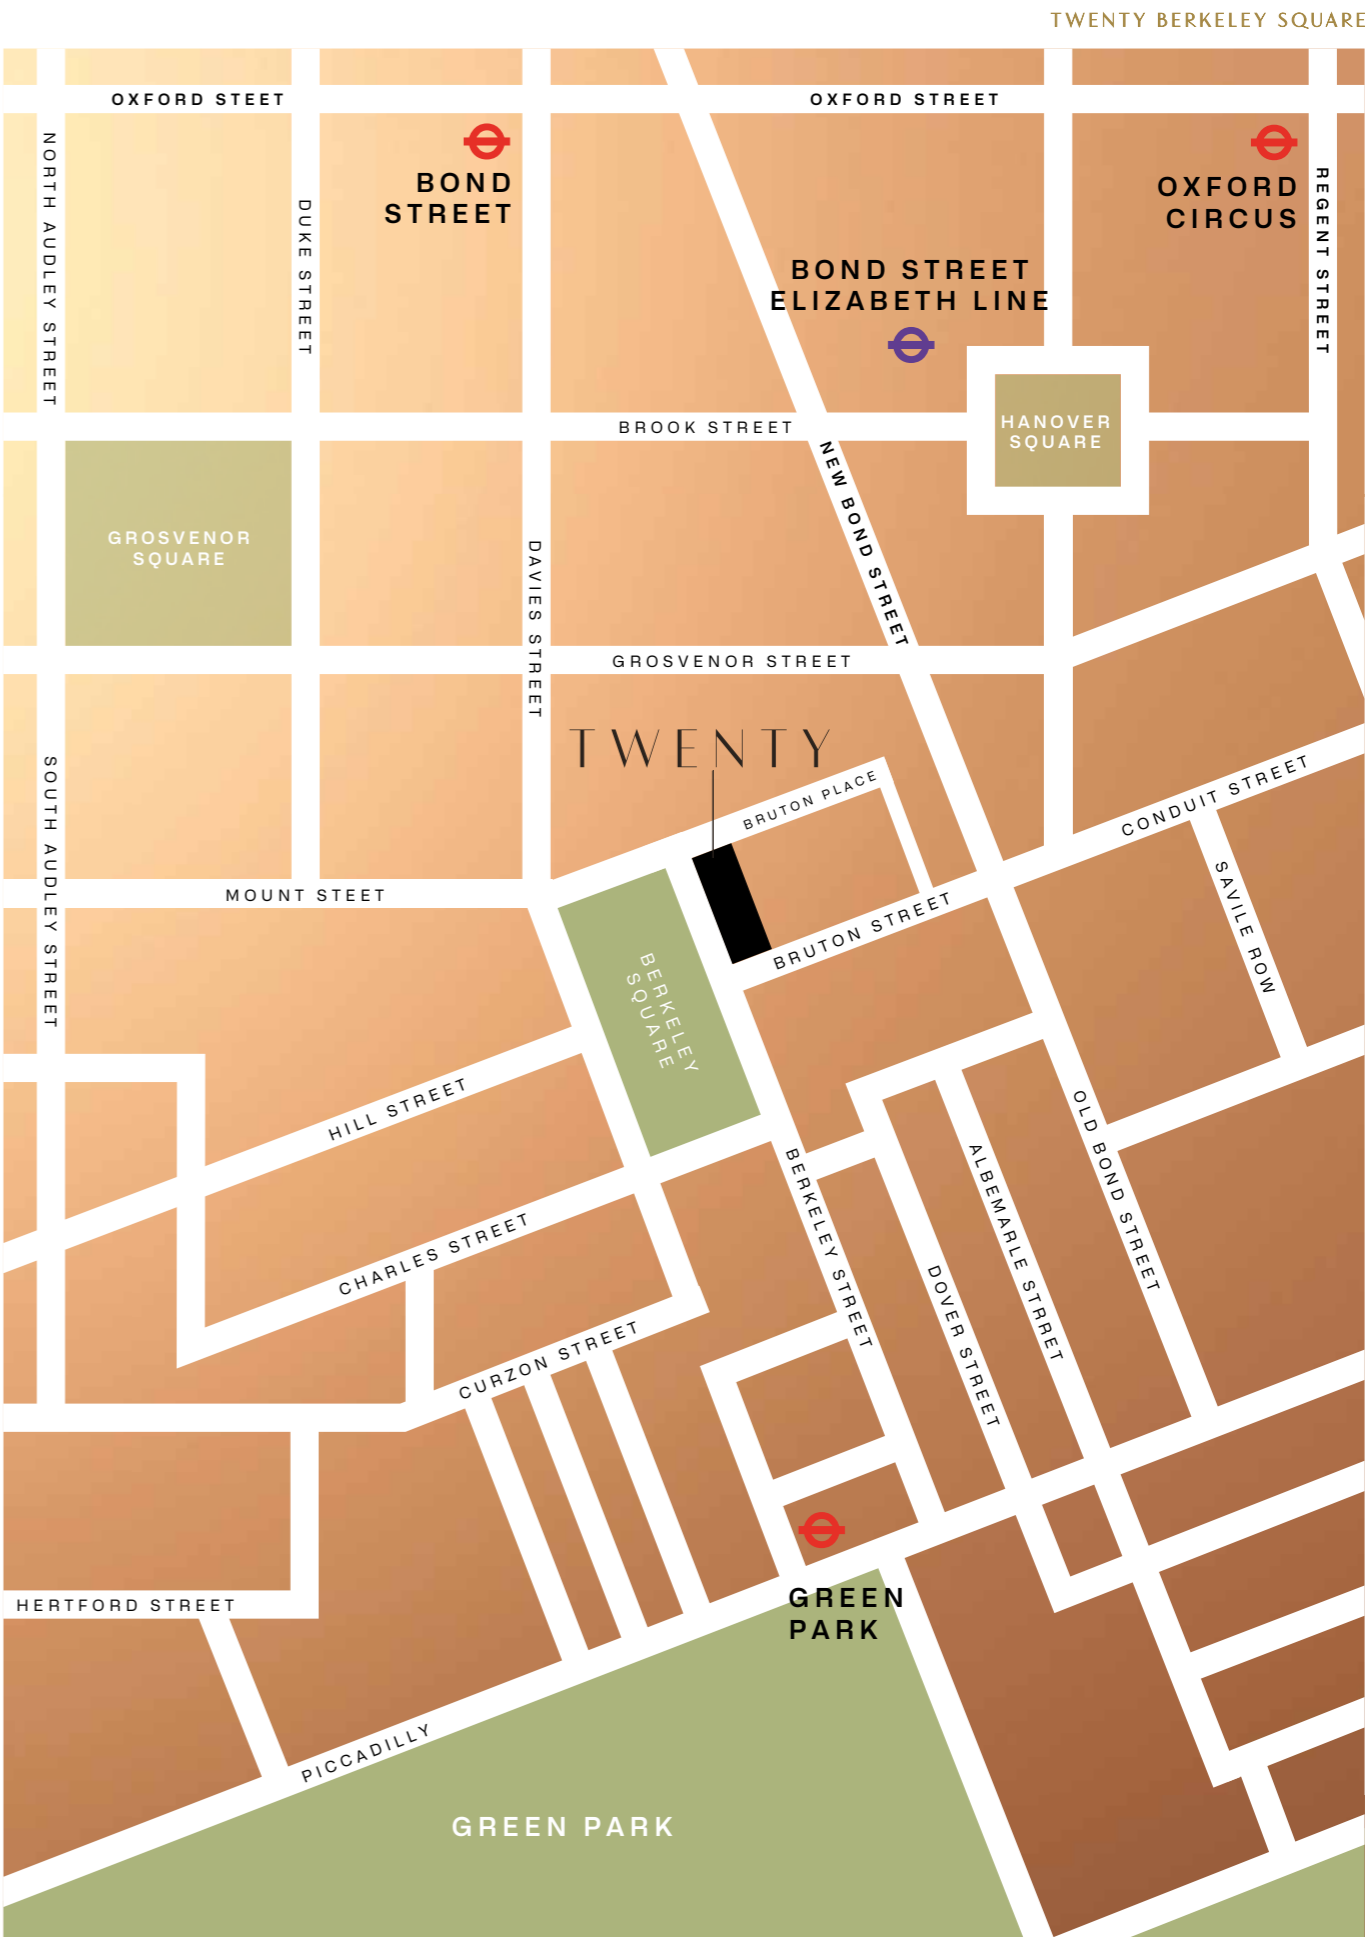 TWENTY BERKELEY SQUARE
OXFORD STEET
OXFORD STREET
NORTH AUDLEY STREET
DUKE STREET
BOND
STREET
OXFORD
CIRCUS
REGENT STREET
BOND STREET
ELIZABETH LINE
BROOK STREET
HANOVER
SQUARE
NEW BOND STREET
GROSVENOR
SQUARE
DAVIES STREET
GROSVENOR STREET
TWENTY
BRUTON PLACE
SOUTH AUDLEY STREET
CONDUIT STREET
MOUNT STEET
BRUTON STREET
SAVILE ROW
BERKELEY
SQUARE
HILL STREET
OLD BOND STREET
BERKELEY STREET
ALBEMARLE STRRET
CHARLES STREET
DOVER STREET
CURZON STREET
HERTFORD STREET
GREEN
PARK
PICCADILLY
GREEN PARK